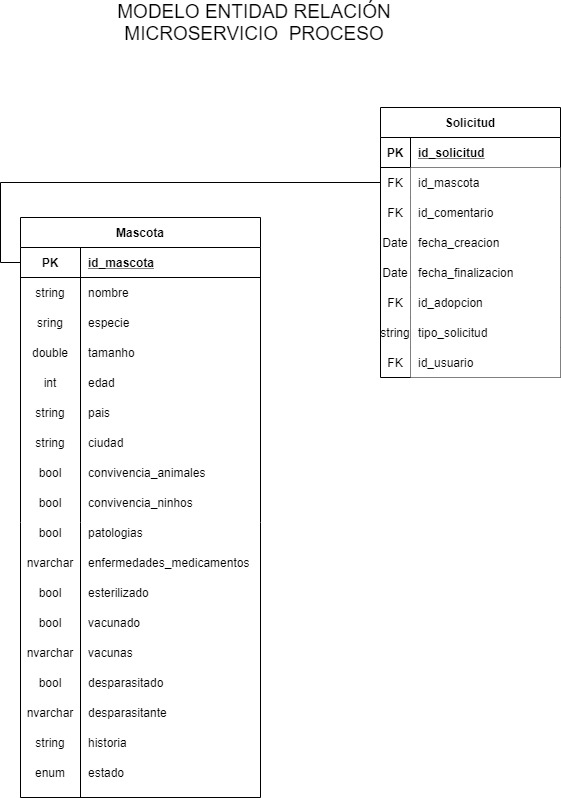 MODELO ENTIDAD RELACIÓN
MICROSERVICIO PROCESO
Solicitud
PK id_solicitud
FK id_mascota
FK id_comentario
Date fecha_creacion
Date fecha_finalizacion
FK id_adopcion
string tipo_solicitud
FK id_usuario
Mascota
PK id_mascota
string nombre
sring especie
double tamanho
int edad
string pais
string ciudad
bool convivencia_animales
bool convivencia_ninhos
bool patologias
nvarchar enfermedades_medicamentos
bool esterilizado
bool vacunado
nvarchar vacunas
bool desparasitado
nvarchar desparasitante
string historia
enum estado